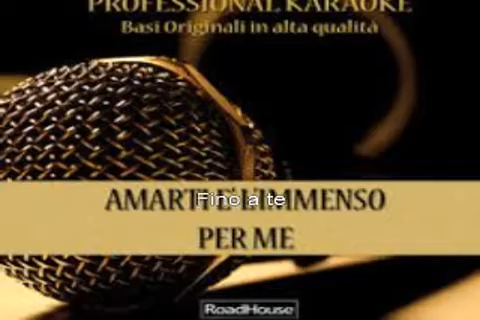 PROFESSIONAL KARAOKE
Basi Originali in alta qualità
AMARTI E' L'IMMENSO
Fino a te
PER ME
RoadHouse